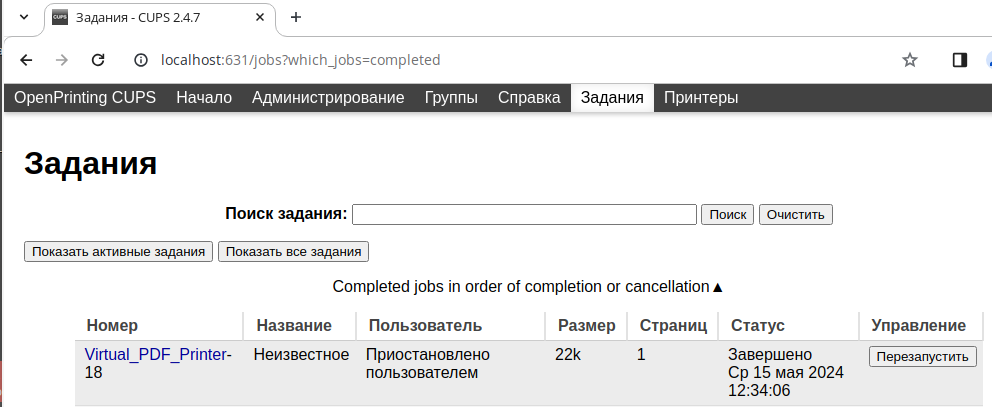 Задания - CUPS 2.4.7
localhost:631/jobs?which_jobs=completed
OpenPrinting CUPS Начало Администрирование Группы Справка Задания Принтеры
Задания
Поиск задания: Поиск Очистить
Показать активные задания Показать все задания
Completed jobs in order of completion or cancellation▲
Номер Название Пользователь Размер Страниц Статус Управление
Virtual_PDF_Printer- Неизвестное Приостановлено 22k 1 Завершено Перезапустить
18 пользователем Ср 15 мая 2024
12:34:06